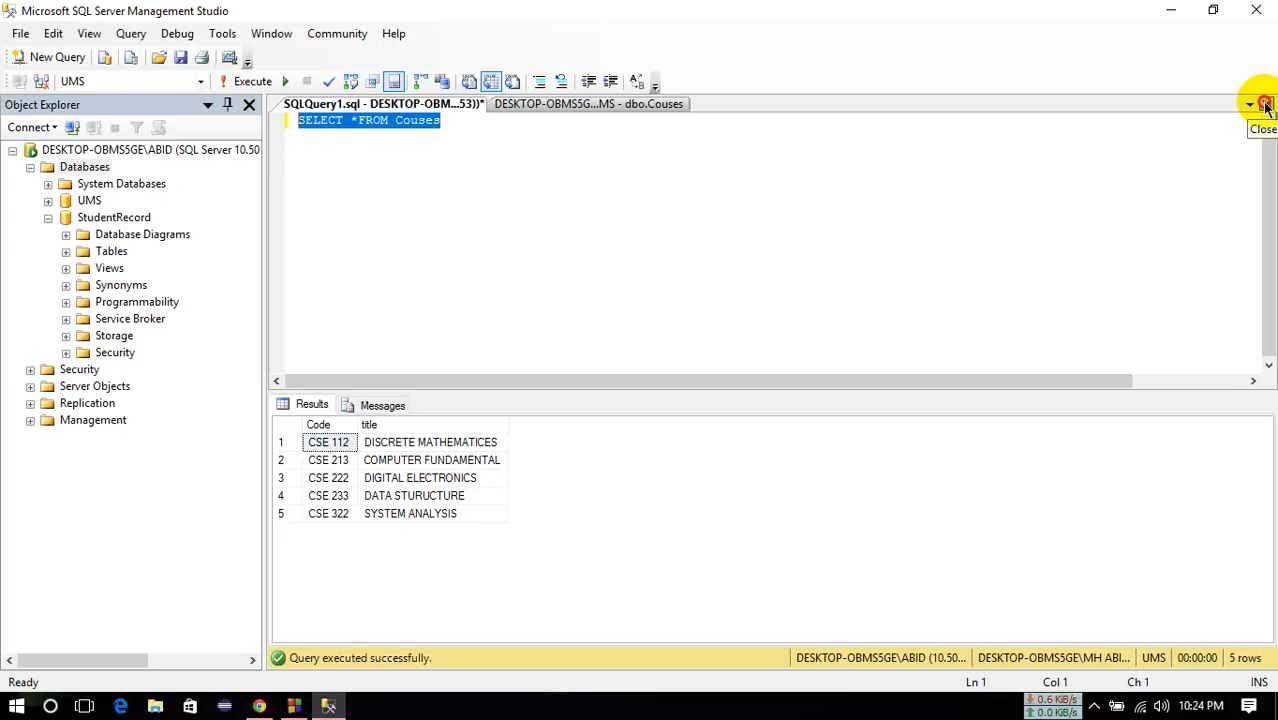 Microsoft SQL Server Management Studio
File Edit View Query Debug Tools Window Community Help
New Query
UMS Execute
Object Explorer
SQLQuery1.sql - DESKTOP-OBM...53))* DESKTOP-OBMS5G...MS - dbo.Couses
Close
Connect
SELECT *FROM Couses
DESKTOP-OBMS5GE\ABID (SQL Server 10.50
Databases
System Databases
UMS
StudentRecord
Database Diagrams
Tables
Views
Synonyms
Programmability
Service Broker
Storage
Security
Security
Server Objects
Replication
Management
Results Messages
Code title
1 CSE 112 DISCRETE MATHEMATICES
2 CSE 213 COMPUTER FUNDAMENTAL
3 CSE 222 DIGITAL ELECTRONICS
4 CSE 233 DATA STURUCTURE
5 CSE 322 SYSTEM ANALYSIS
Query executed successfully. DESKTOP-OBMS5GE\ABID (10.50... DESKTOP-OBMS5GE\MH ABI... UMS 00:00:00 5 rows
Ready Ln 1 Col 1 Ch 1 INS
0.6 KiB/s
0.0 KiB/s
10:24 PM